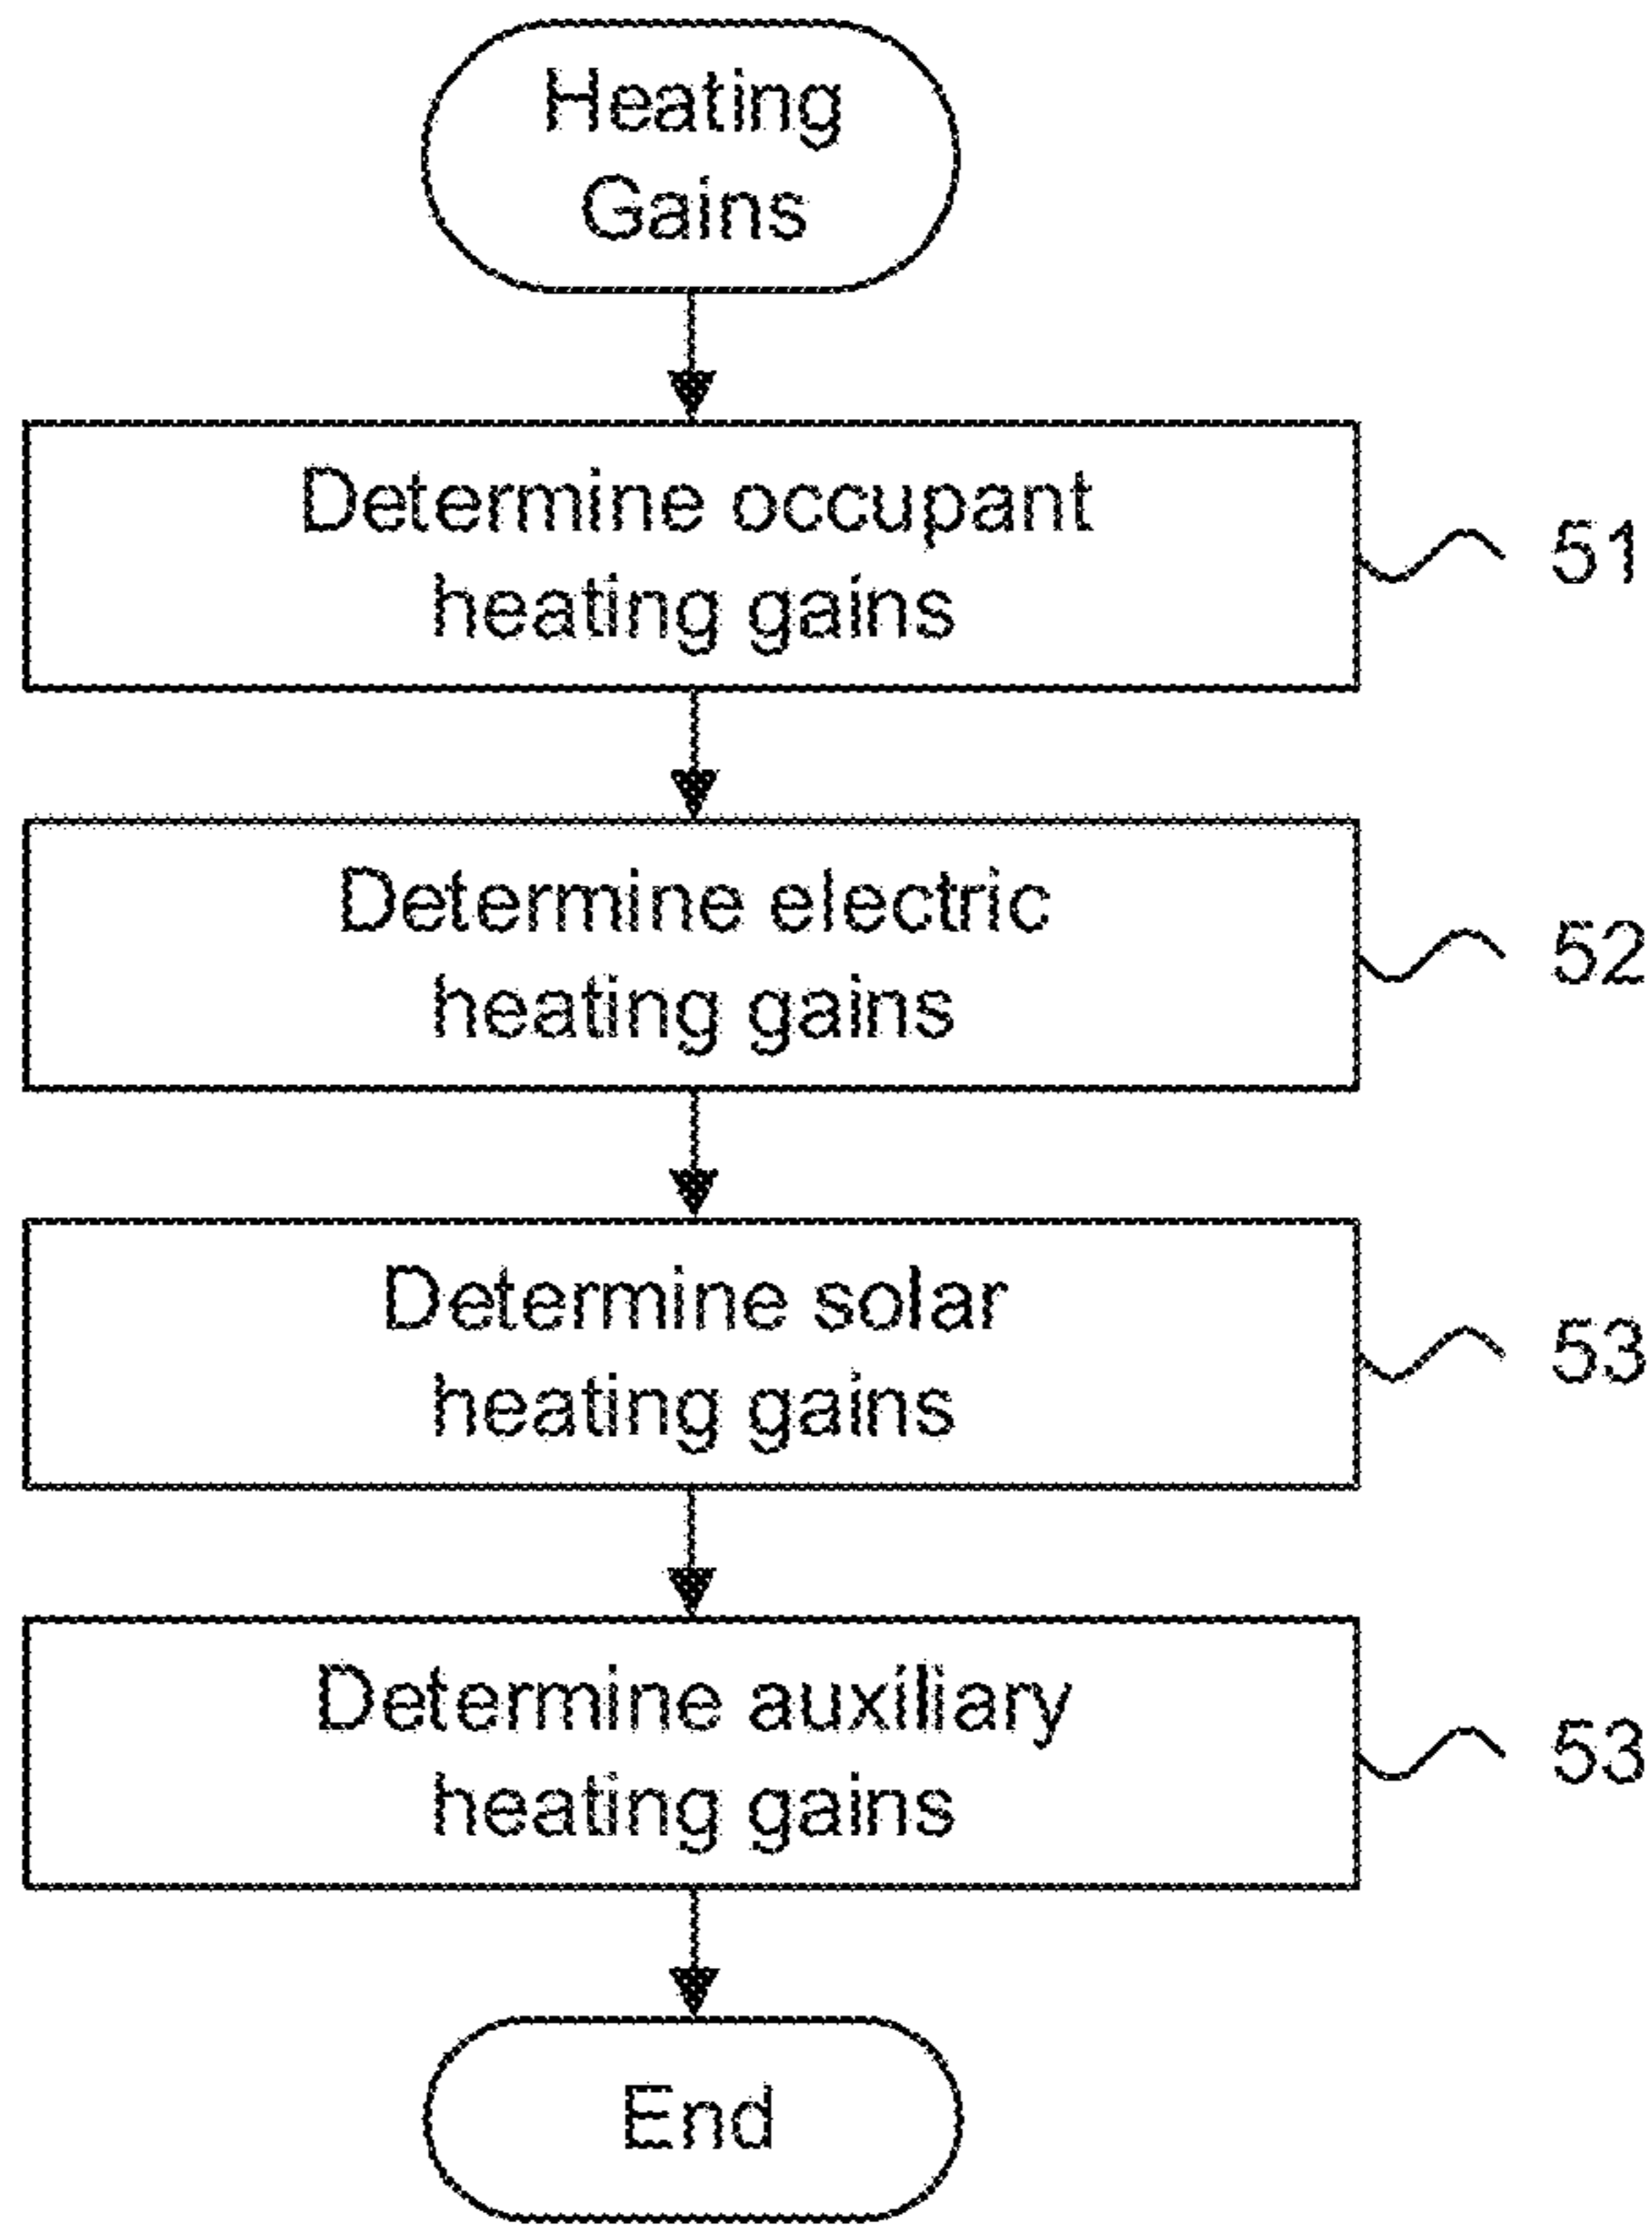 Heating
Gains
Determine occupant
heating gains
51
Determine electric
heating gains
52
Determine solar
heating gains
53
Determine auxiliary
heating gains
53
End